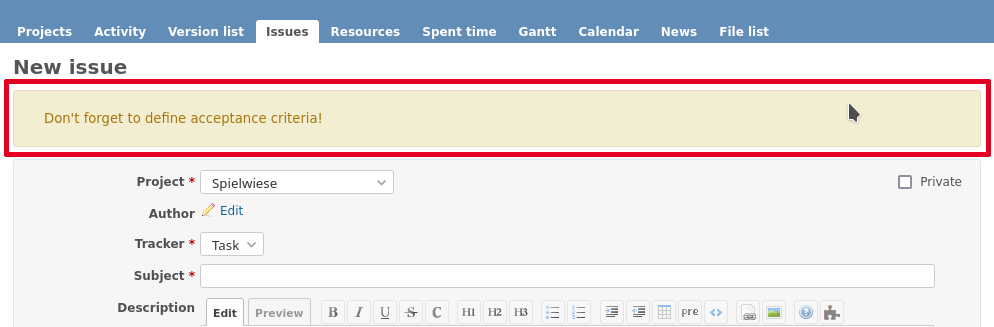 Projects Activity Version list Issues Resources Spent time Gantt Calendar News File list
New issue
Don't forget to define acceptance criteria!
Project * Spielwiese Private
Author Edit
Tracker * Task
Subject *
Description Edit Preview B I U S C H1 H2 H3 pre <>